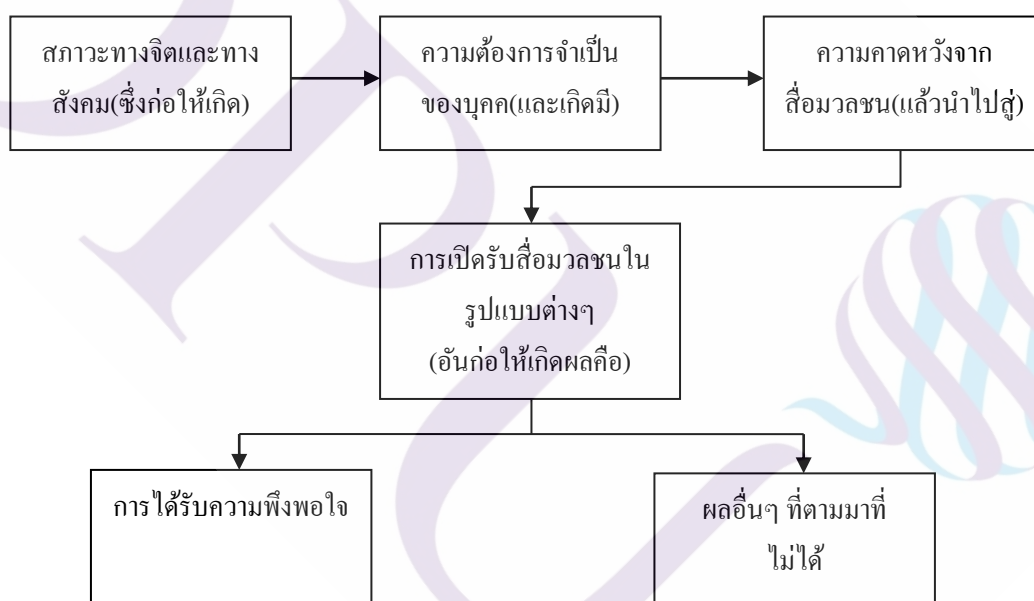 สภาวะทางจิตและทาง
สังคม(ซึ่งก่อให้เกิด)
ความต้องการจำเป็น
ของบุคค(และเกิดมี)
ความคาดหวังจาก
สื่อมวลชน(แล้วนำไปสู่)
การเปิดรับสื่อมวลชนใน
รูปแบบต่างๆ
(อันก่อให้เกิดผลคือ)
การได้รับความพึงพอใจ
ผลอื่นๆ ที่ตามมาที่
ไม่ได้